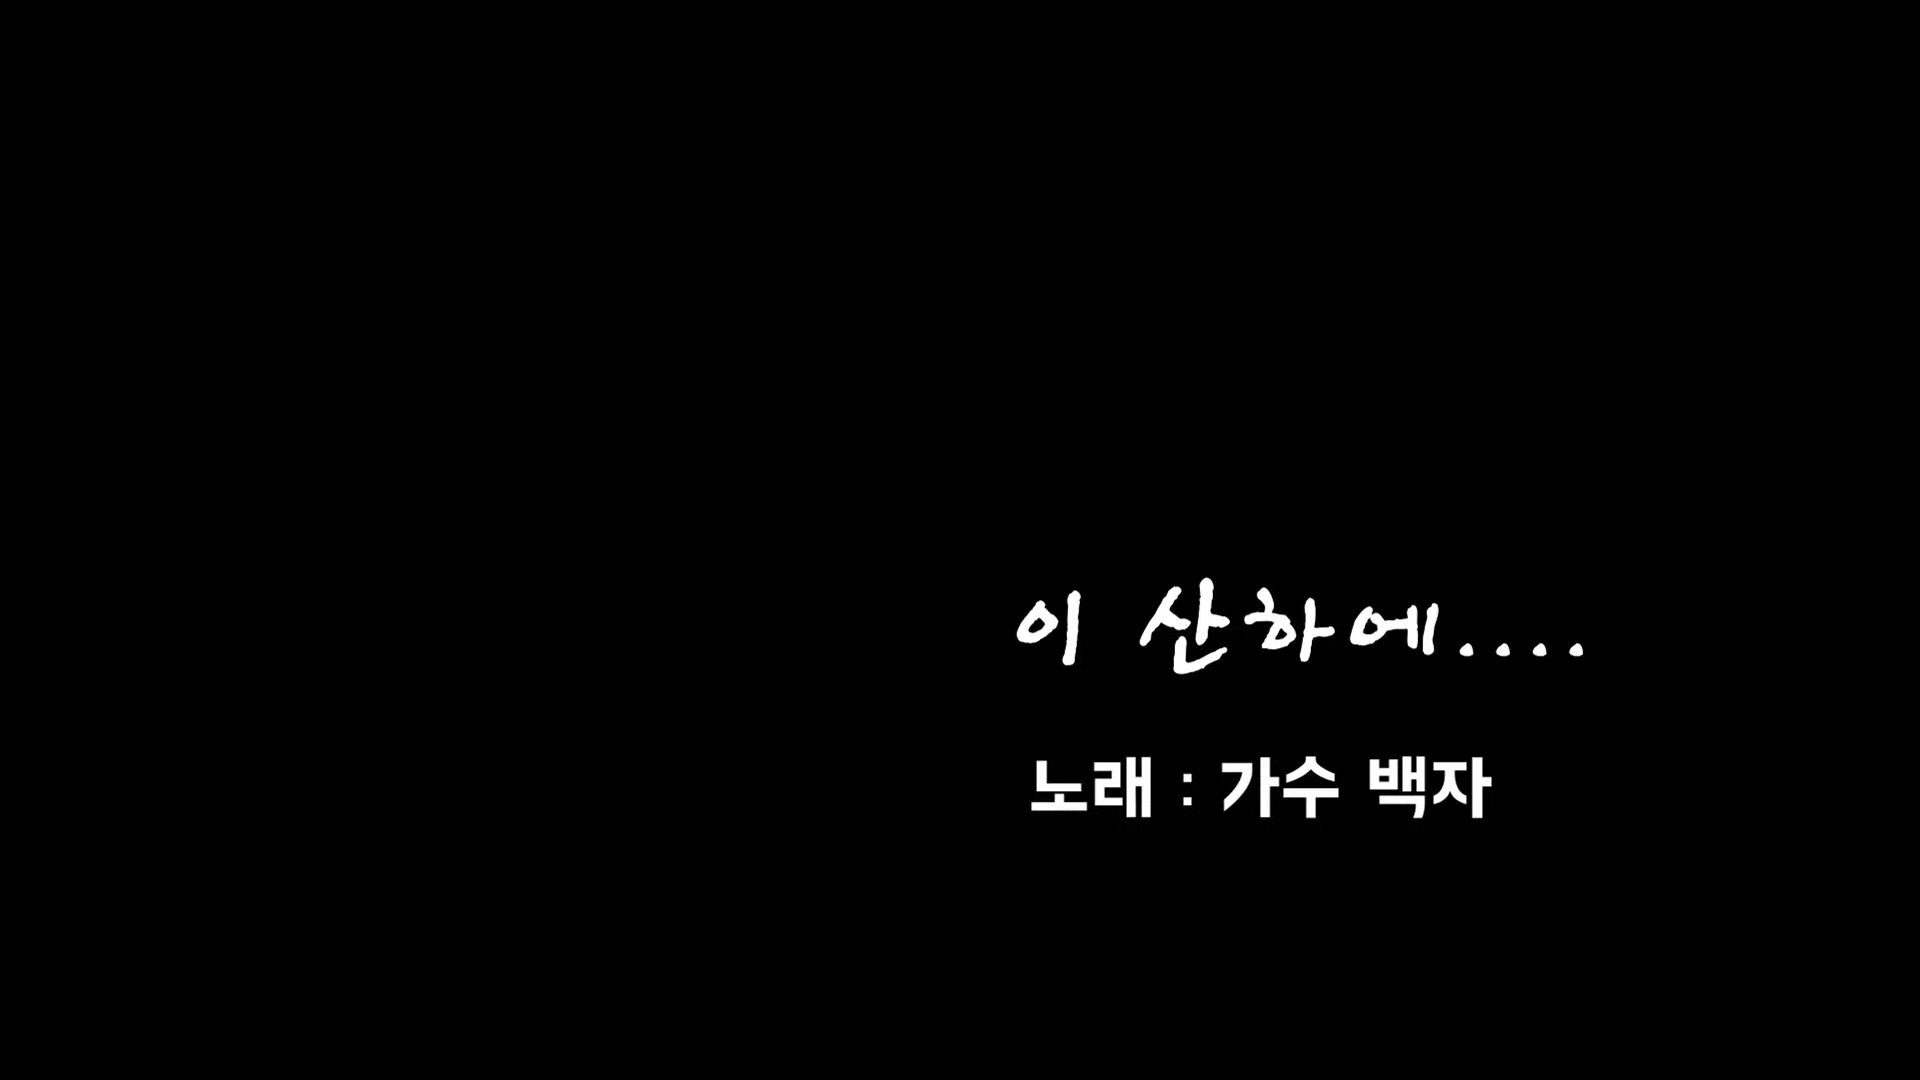 이 산하에....
노래 : 가수 백자